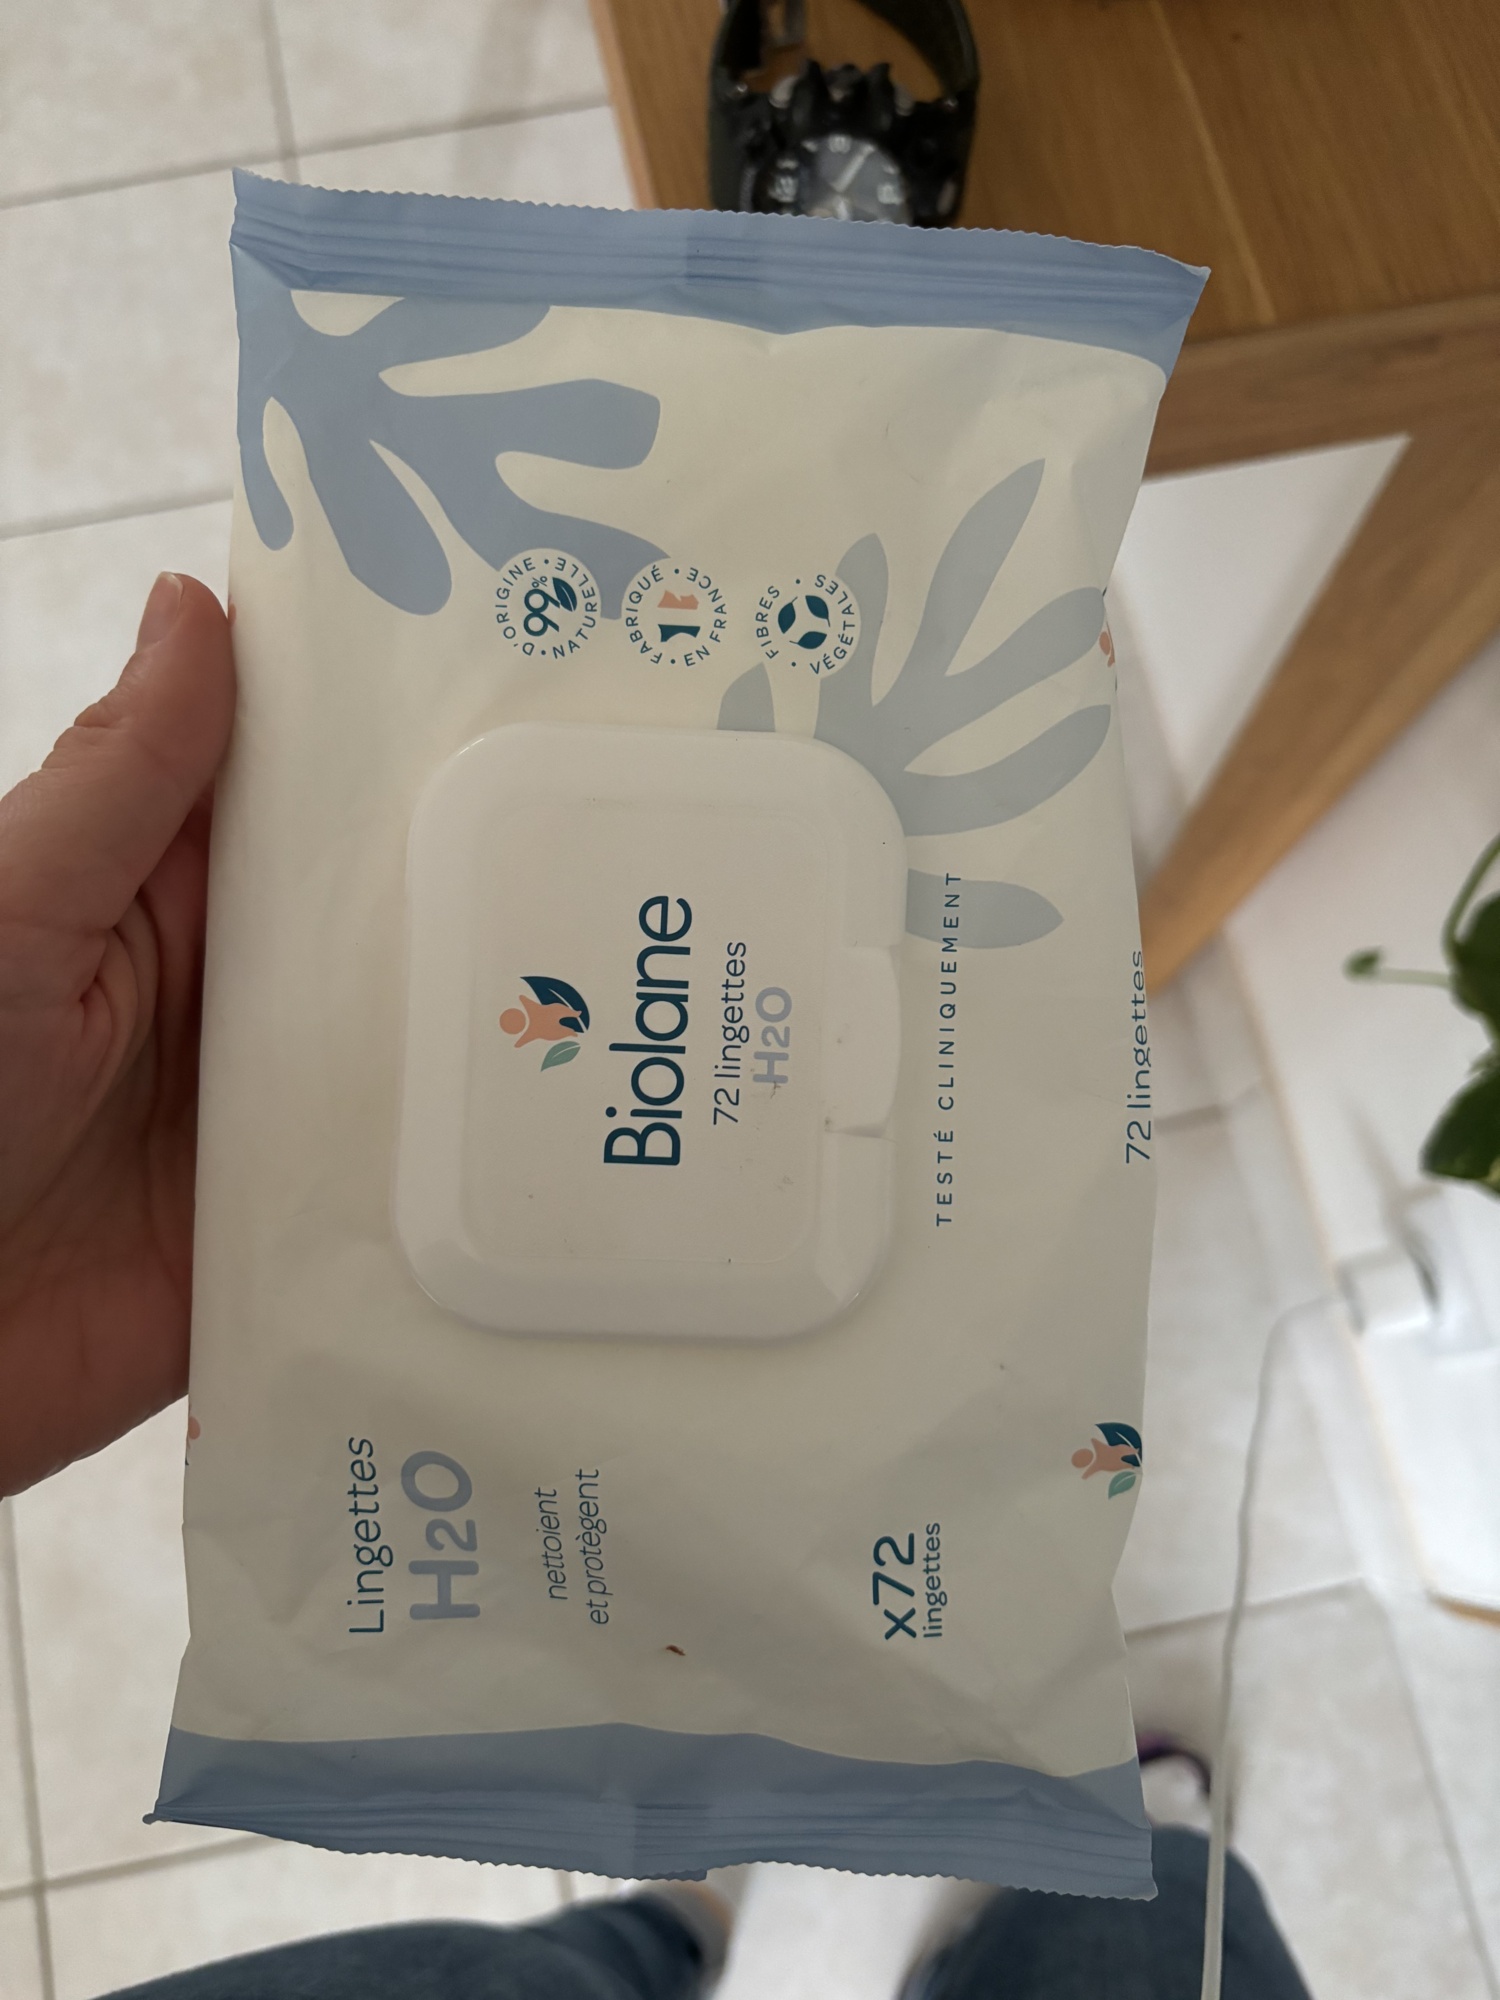 Lingettes
H2O
nettoient
et protègent
x72
lingettes
Biolane
72 lingettes
H2O
TESTÉ CLINIQUEMENT
99%
D'ORIGINE • NATURELLE •
FABRIQUÉ • EN FRANCE •
FIBRES • VÉGÉTALES •
72 lingettes